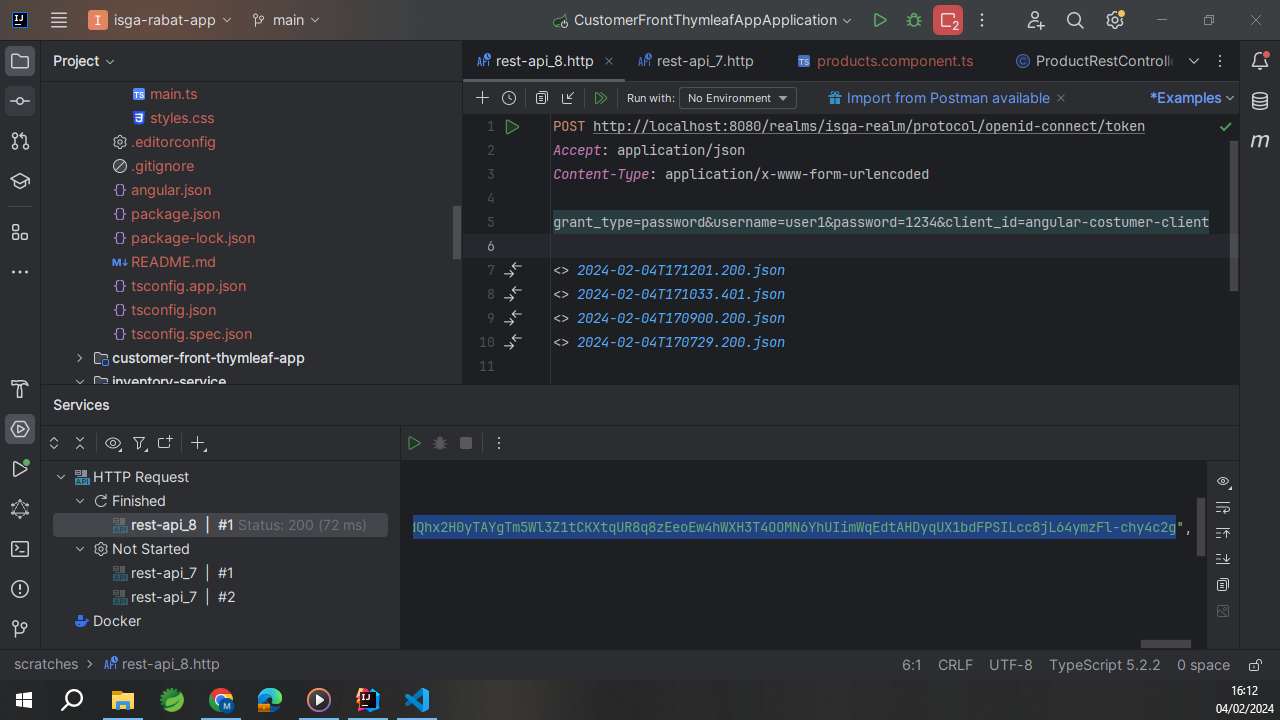 I isga-rabat-app main CustomerFrontThymleafAppApplication 2
Project
rest-api_8.http rest-api_7.http products.component.ts ProductRestControlle
TS main.ts
styles.css
.editorconfig
.gitignore
angular.json
package.json
package-lock.json
README.md
tsconfig.app.json
tsconfig.json
tsconfig.spec.json
customer-front-thymleaf-app
inventory-service
Run with: No Environment Import from Postman available *Examples
1 POST http://localhost:8080/realms/isga-realm/protocol/openid-connect/token
2 Accept: application/json
3 Content-Type: application/x-www-form-urlencoded
4
5 grant_type=password&username=user1&password=1234&client_id=angular-costumer-client
6
7 <> 2024-02-04T171201.200.json
8 <> 2024-02-04T171033.401.json
9 <> 2024-02-04T170900.200.json
10 <> 2024-02-04T170729.200.json
11
Services
HTTP Request
Finished
rest-api_8 | #1 Status: 200 (72 ms)
Not Started
rest-api_7 | #1
rest-api_7 | #2
Docker
dQhx2H0yTAYgTm5Wl3Z1tCKXtqUR8q8zEeoEw4hWXH3T4OOMN6YhUIimWqEdtAHDyqUX1bdFPSILcc8jL64ymzFl-chy4c2g",
scratches rest-api_8.http 6:1 CRLF UTF-8 TypeScript 5.2.2 0 space
16:12
04/02/2024